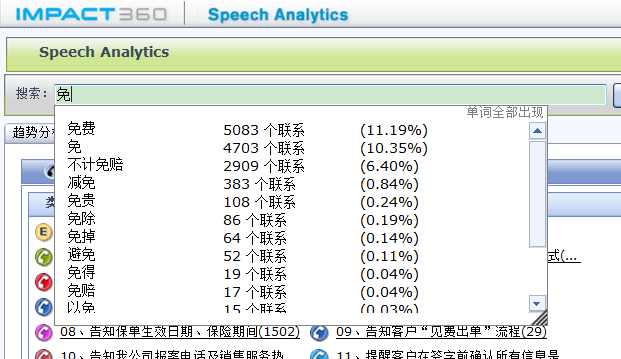 IMPACT360 Speech Analytics
Speech Analytics
搜索: 免
单词全部出现
趋势分
免费 5083 个联系 (11.19%)
免 4703 个联系 (10.35%)
不计免赔 2909 个联系 (6.40%)
减免 383 个联系 (0.84%)
免贵 108 个联系 (0.24%)
免除 86 个联系 (0.19%)
免掉 64 个联系 (0.14%)
避免 52 个联系 (0.11%)
免得 19 个联系 (0.04%)
免赔 17 个联系 (0.04%)
以免 15 个联系 (0.03%)
类
E
式(...
08、告知保单生效日期、保险期间(1502) 09、告知客户“见费出单”流程(29)
10、告知我公司报案电话及销售服务热 11、提醒客户在签字前确认所有信息是